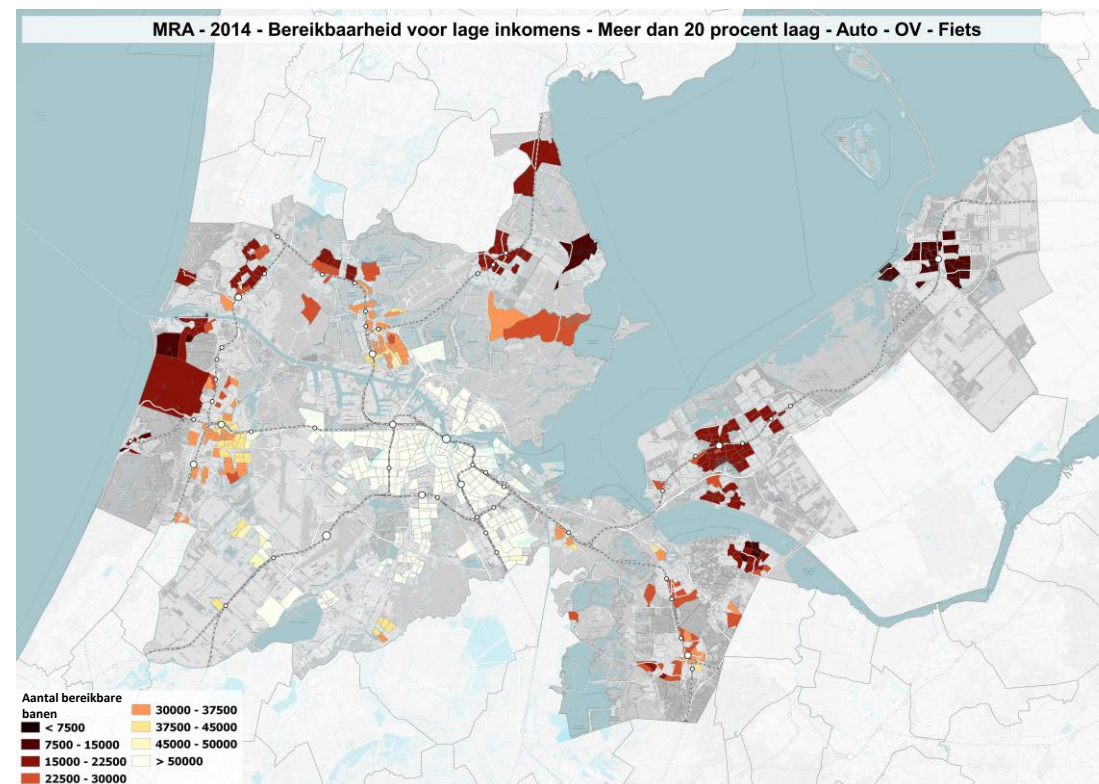 MRA - 2014 - Bereikbaarheid voor lage inkomens - Meer dan 20 procent laag - Auto - OV - Fiets
Aantal bereikbare
banen
< 7500
7500 - 15000
15000 - 22500
22500 - 30000
30000 - 37500
37500 - 45000
45000 - 50000
> 50000